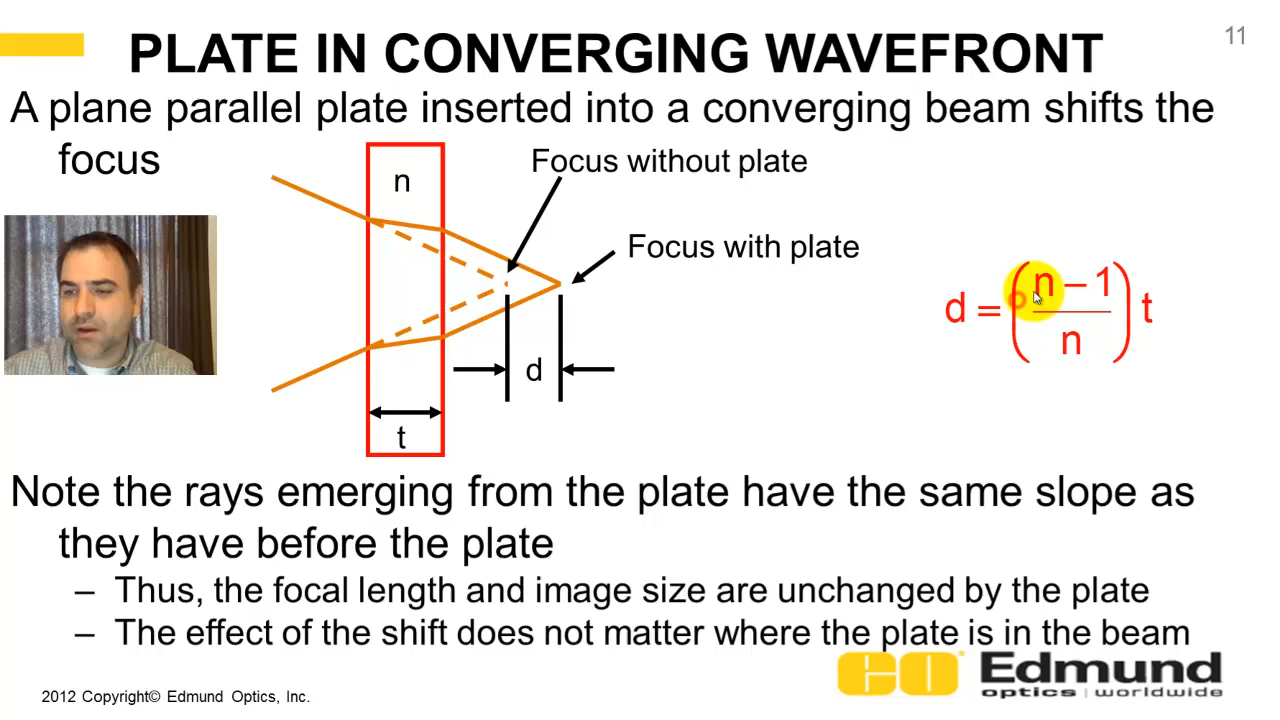 11
PLATE IN CONVERGING WAVEFRONT
A plane parallel plate inserted into a converging beam shifts the
focus
Focus without plate
n
Focus with plate
d = (n – 1 / n) t
d
t
Note the rays emerging from the plate have the same slope as
they have before the plate
– Thus, the focal length and image size are unchanged by the plate
– The effect of the shift does not matter where the plate is in the beam
EO Edmund
optics | worldwide
2012 Copyright© Edmund Optics, Inc.